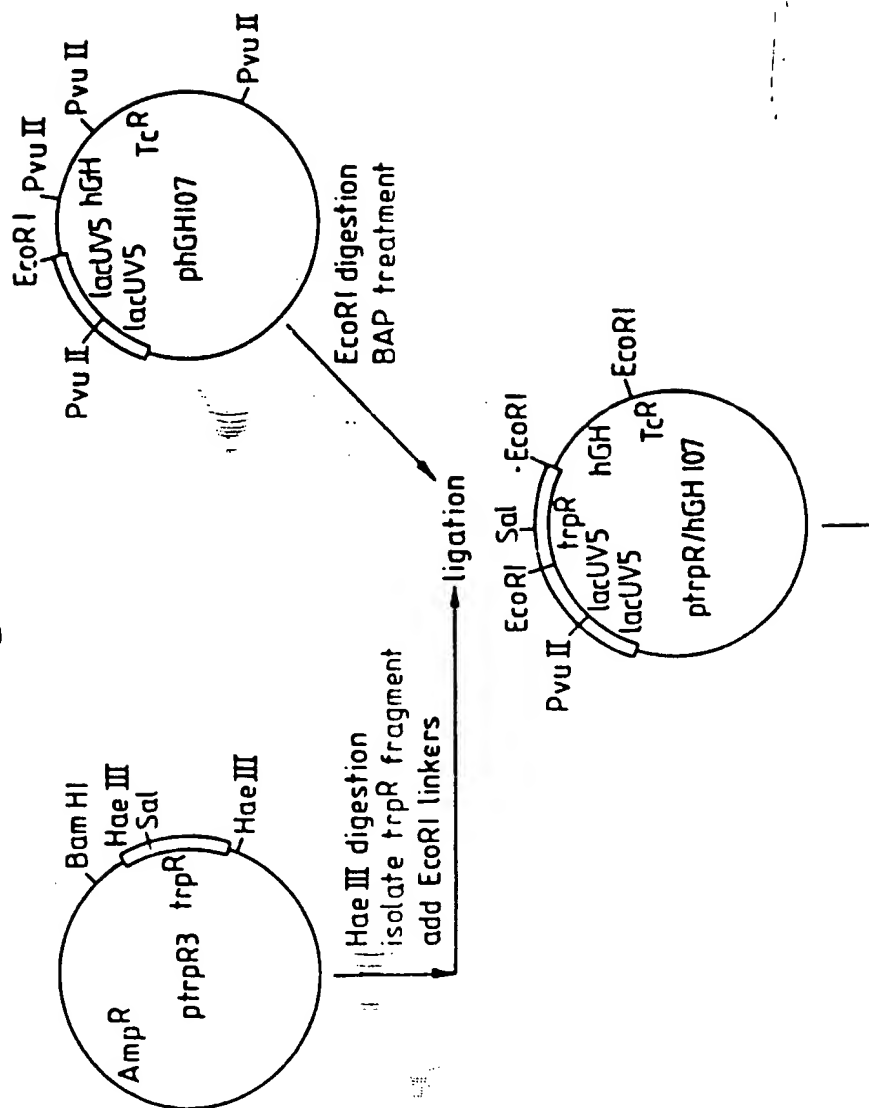 Bam HI
Hae III
Sal
Hae III
trpR
AmpR
ptrpR3
Hae III digestion
isolate trpR fragment
add EcoRI linkers
EcoRI
Pvu II
Pvu II
Pvu II
Pvu II
lacUV5
lacUV5
hGH
TcR
phGH107
EcoRI digestion
BAP treatment
ligation
EcoRI
Sal
EcoRI
EcoRI
Pvu II
lacUV5
lacUV5
trpR
hGH
TcR
ptrpR/hGH 107